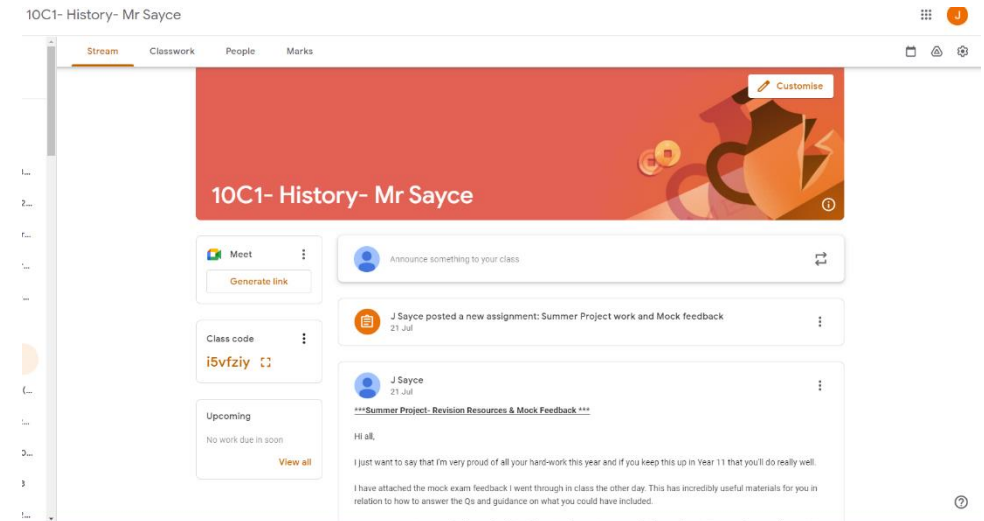 10C1- History- Mr Sayce
J
Stream Classwork People Marks
Customise
10C1- History- Mr Sayce
Meet
Generate link
Announce something to your class
J Sayce posted a new assignment: Summer Project work and Mock feedback
21 Jul
Class code
i5vfziy
J Sayce
21 Jul
***Summer Project- Revision Resources & Mock Feedback ***
Upcoming
No work due in soon
View all
Hi all,
I just want to say that I'm very proud of all your hard-work this year and if you keep this up in Year 11 that you'll do really well.
I have attached the mock exam feedback I went through in class the other day. This has incredibly useful materials for you in
relation to how to answer the Qs and guidance on what you could have included.